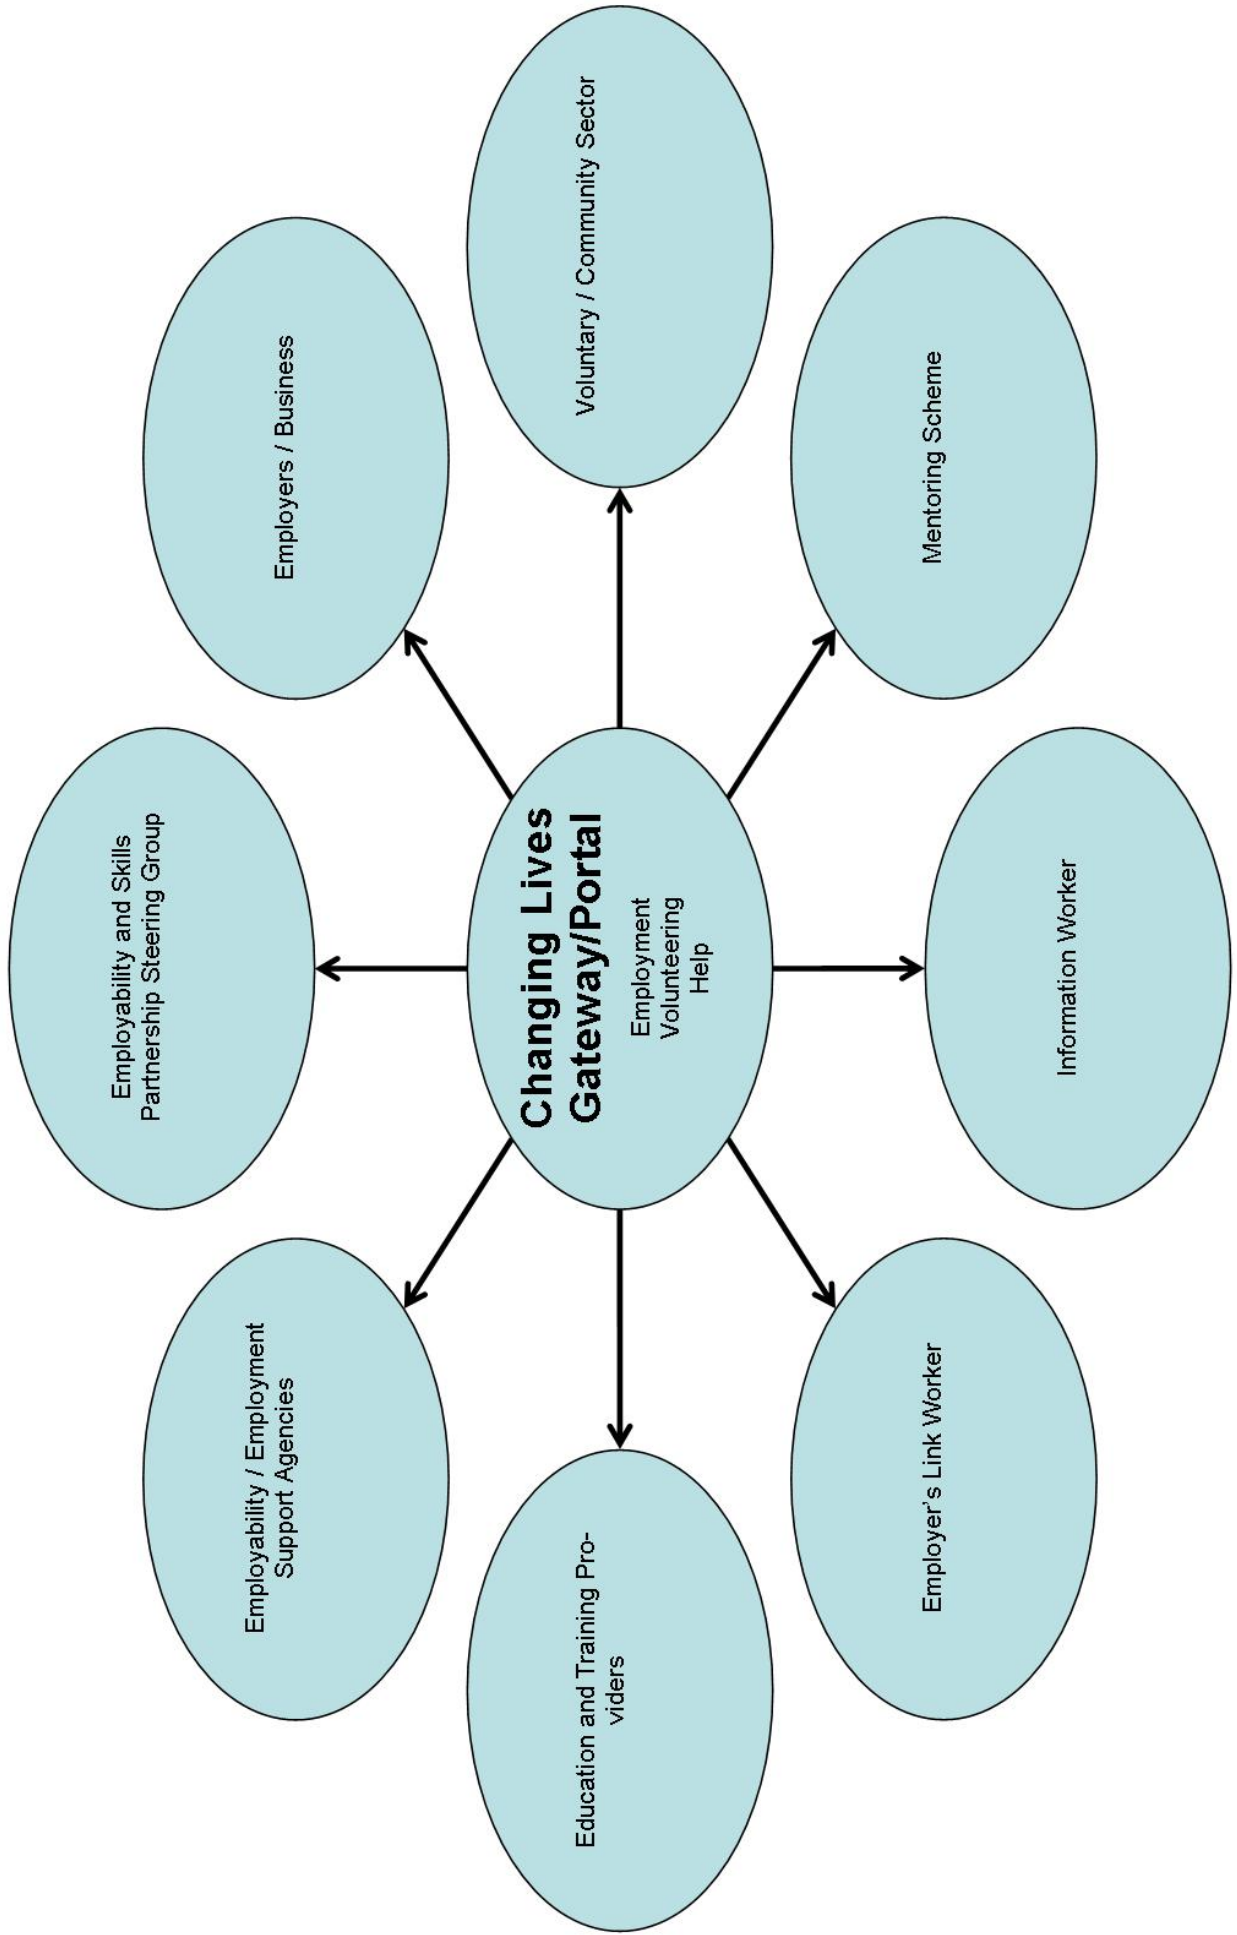 Employability and Skills
Partnership Steering Group
Employability / Employment
Support Agencies
Employers / Business
Education and Training Pro-
viders
Changing Lives
Gateway/Portal
Employment
Volunteering
Help
Voluntary / Community Sector
Employer's Link Worker
Mentoring Scheme
Information Worker